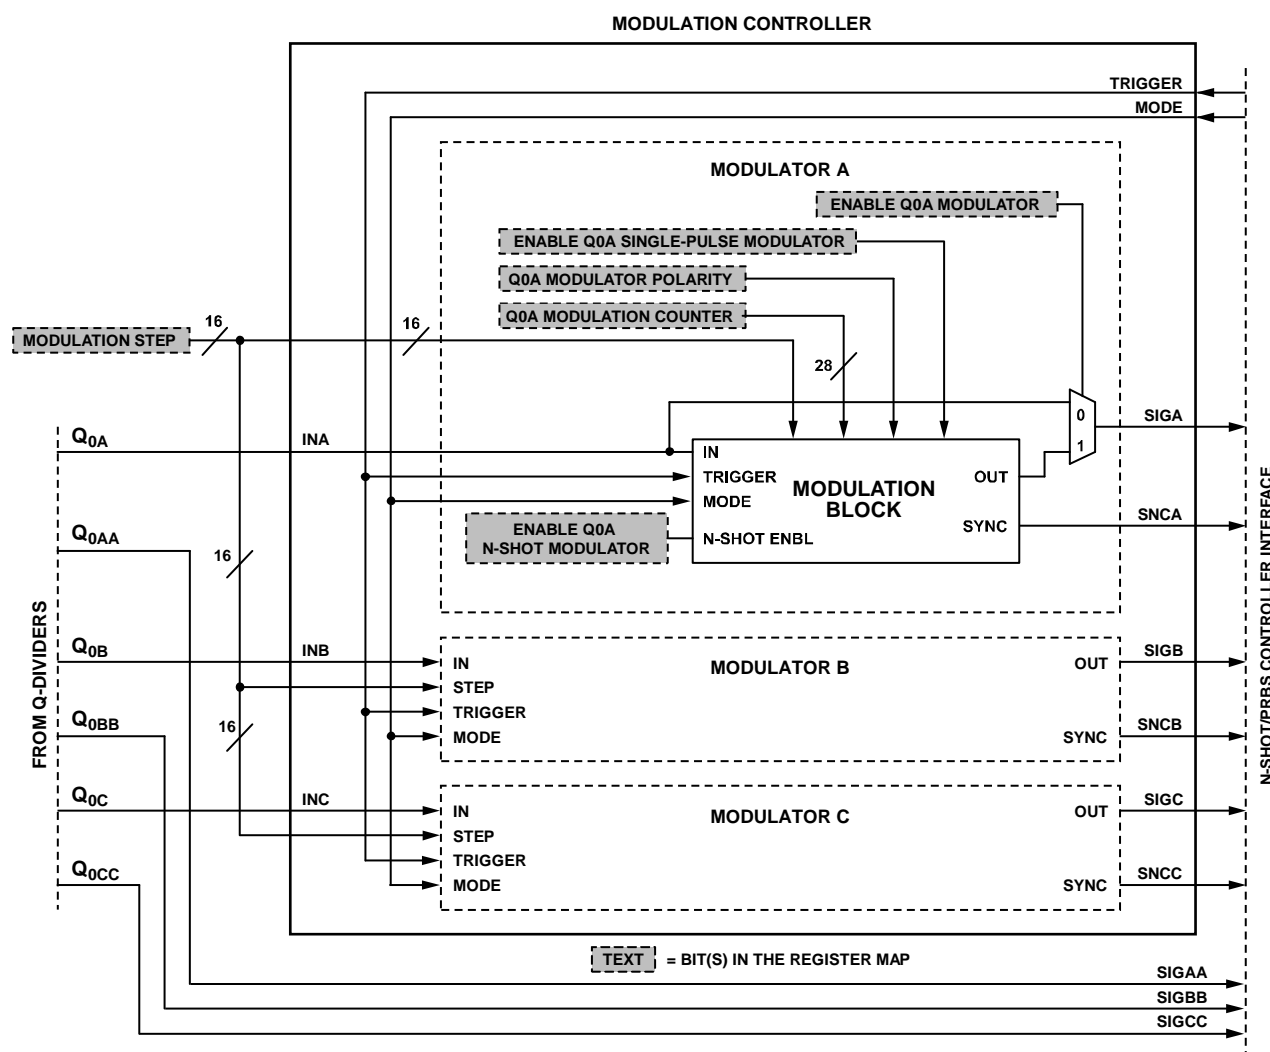 MODULATION CONTROLLER
TRIGGER
MODE
MODULATOR A
ENABLE Q0A MODULATOR
ENABLE Q0A SINGLE-PULSE MODULATOR
Q0A MODULATOR POLARITY
Q0A MODULATION COUNTER
MODULATION STEP
16
16
28
0
1
SIGA
Q0A
INA
IN
TRIGGER
MODE
N-SHOT ENBL
MODULATION
BLOCK
OUT
SYNC
SNCA
ENABLE Q0A
N-SHOT MODULATOR
Q0AA
16
FROM Q-DIVIDERS
N-SHOT/PRBS CONTROLLER INTERFACE
Q0B
INB
IN
STEP
TRIGGER
MODE
MODULATOR B
OUT
SYNC
SIGB
SNCB
Q0BB
16
Q0C
INC
IN
STEP
TRIGGER
MODE
MODULATOR C
OUT
SYNC
SIGC
SNCC
Q0CC
TEXT = BIT(S) IN THE REGISTER MAP
SIGAA
SIGBB
SIGCC